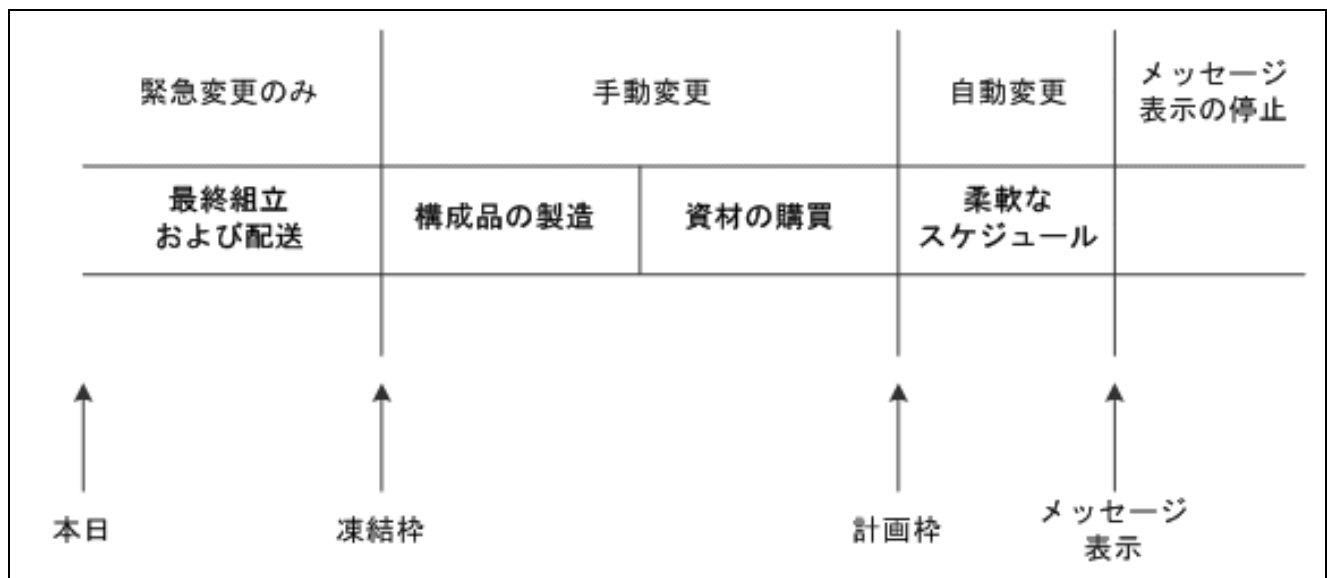 緊急変更のみ
手動変更
自動変更
メッセージ
表示の停止
最終組立
および配送
構成品の製造
資材の購買
柔軟な
スケジュール
本日
凍結枠
計画枠
メッセージ
表示